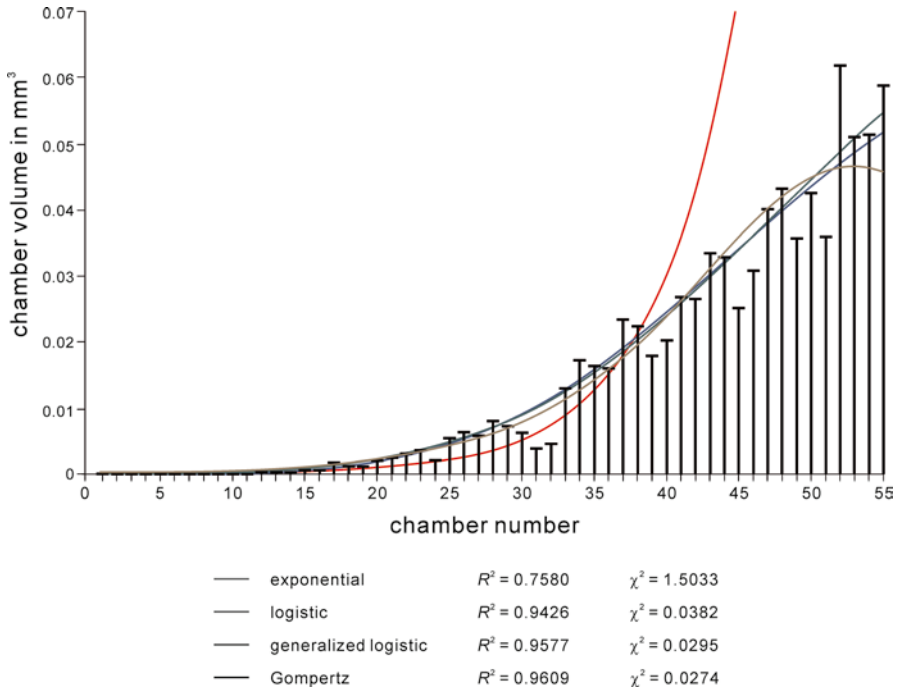 0.07
0.06
0.05
0.04
0.03
0.02
0.01
0
chamber volume in mm³
0 5 10 15 20 25 30 35 40 45 50 55
chamber number
exponential R² = 0.7580 χ² = 1.5033
logistic R² = 0.9426 χ² = 0.0382
generalized logistic R² = 0.9577 χ² = 0.0295
Gompertz R² = 0.9609 χ² = 0.0274